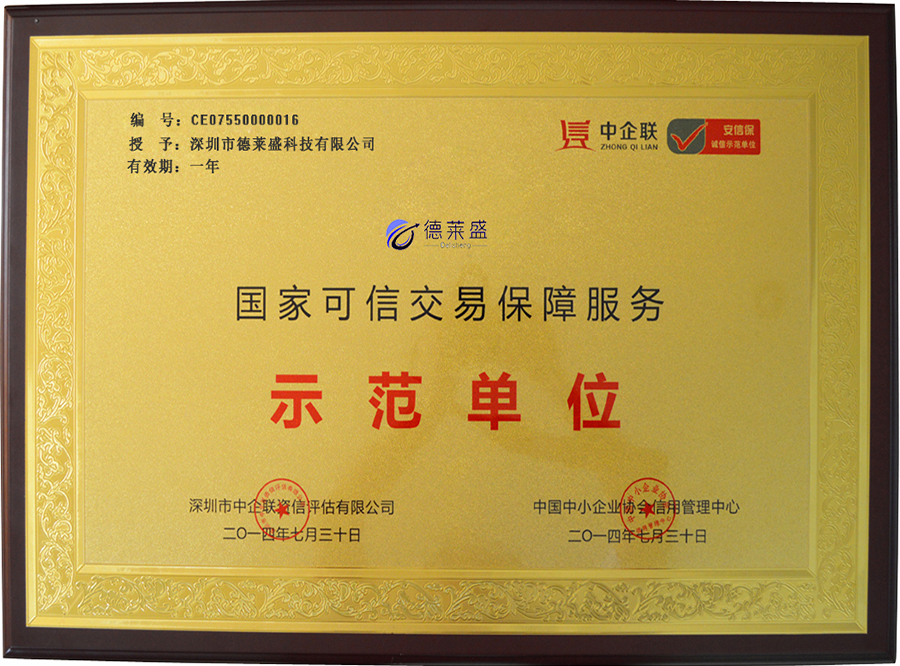 编 号：CE07550000016
授 予：深圳市德莱盛科技有限公司
有效期：一年
中企联
ZHONG QI LIAN
安信保
诚信示范单位
德莱盛
国家可信交易保障服务
示范单位
深圳市中企联资信评估有限公司
二〇一四年七月三十日
中国中小企业协会信用管理中心
二〇一四年七月三十日